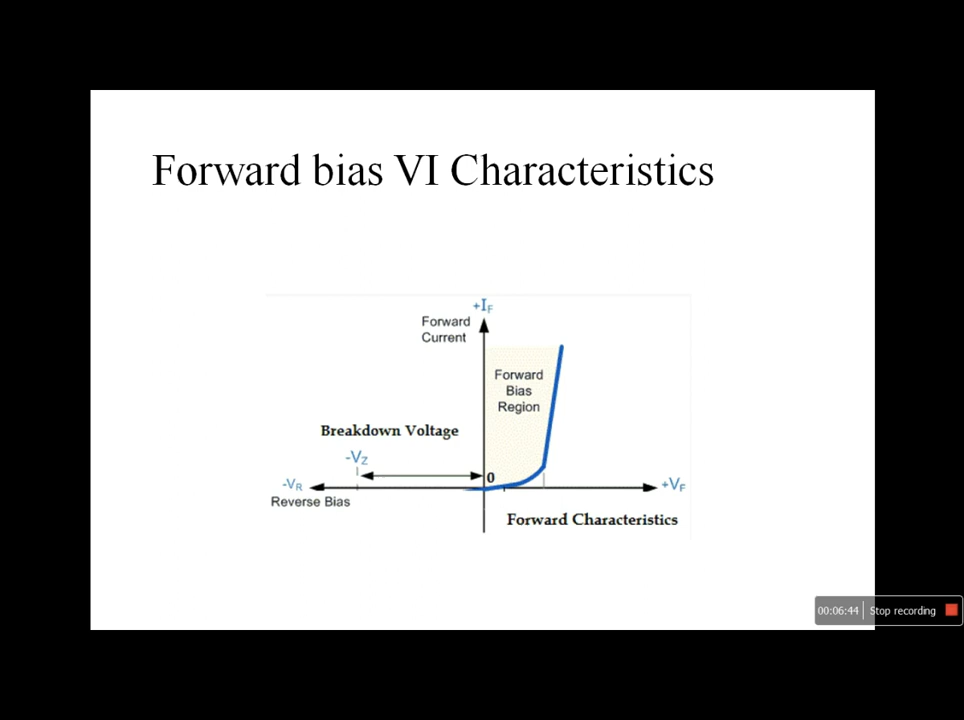 Forward bias VI Characteristics
+IF
Forward
Current
Forward
Bias
Region
Breakdown Voltage
-VZ
0
-VR
+VF
Reverse Bias
Forward Characteristics
00:06:44 Stop recording